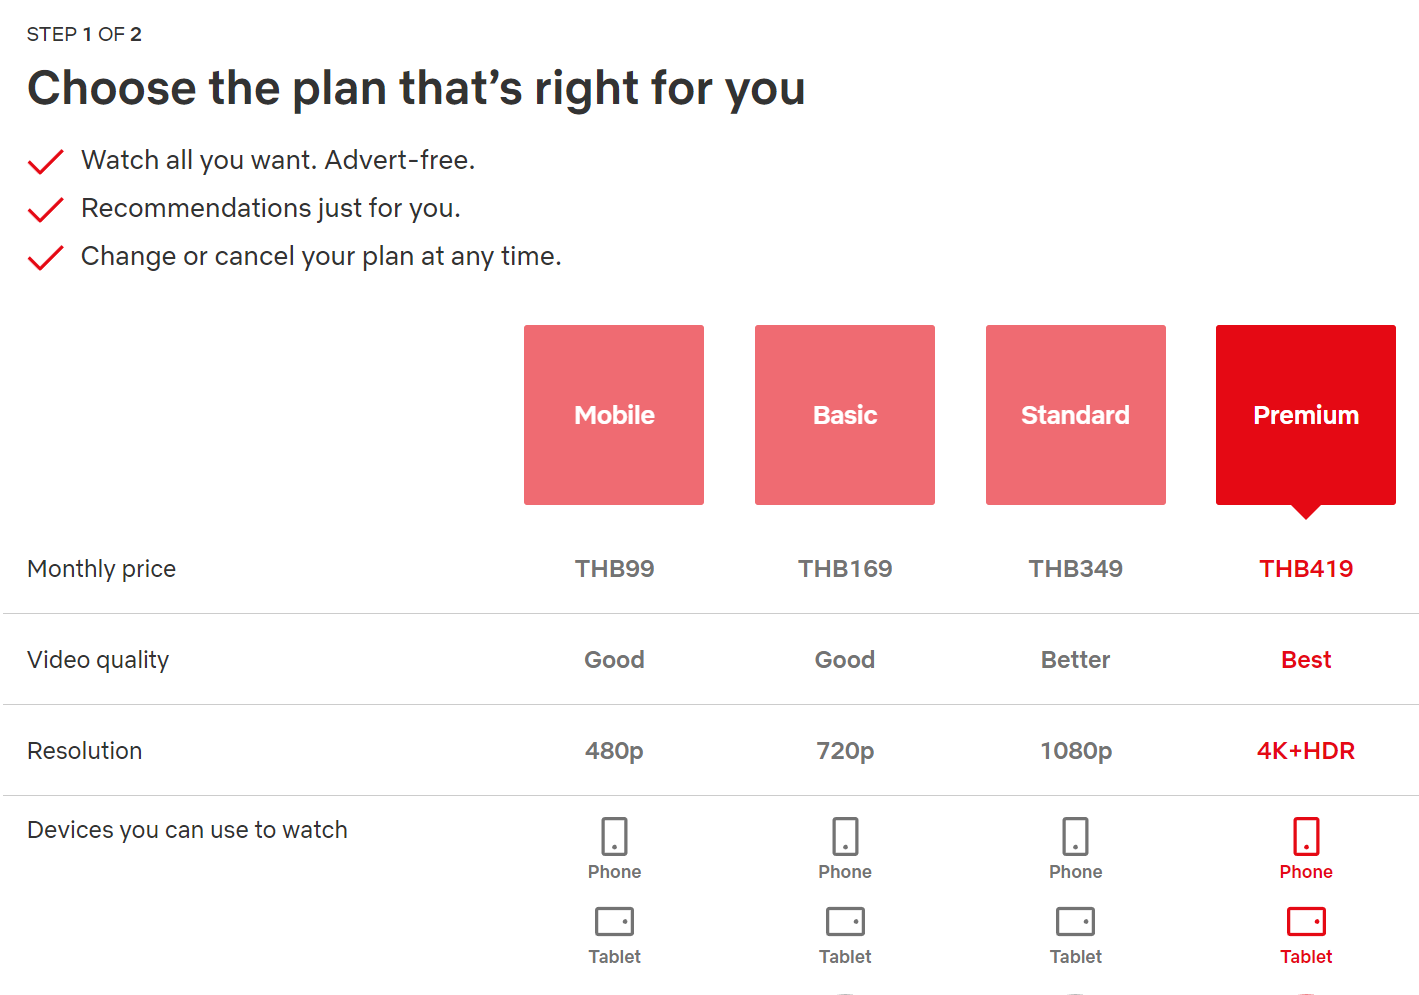 STEP 1 OF 2
Choose the plan that’s right for you
Watch all you want. Advert-free.
Recommendations just for you.
Change or cancel your plan at any time.
Mobile Basic Standard Premium
Monthly price THB99 THB169 THB349 THB419
Video quality Good Good Better Best
Resolution 480p 720p 1080p 4K+HDR
Devices you can use to watch
Phone Phone Phone Phone
Tablet Tablet Tablet Tablet